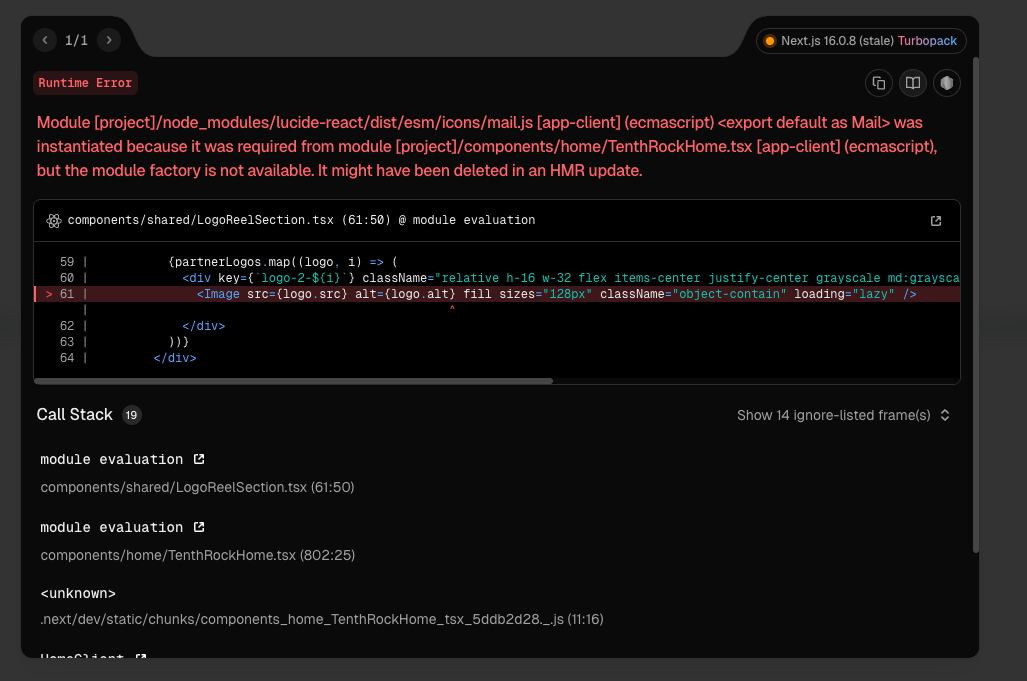 1/1
Next.js 16.0.8 (stale) Turbopack
Runtime Error
Module [project]/node_modules/lucide-react/dist/esm/icons/mail.js [app-client] (ecmascript) <export default as Mail> was
instantiated because it was required from module [project]/components/home/TenthRockHome.tsx [app-client] (ecmascript),
but the module factory is not available. It might have been deleted in an HMR update.
components/shared/LogoReelSection.tsx (61:50) @ module evaluation
59 |           {partnerLogos.map((logo, i) => (
60 |             <div key={`logo-2-${i}`} className="relative h-16 w-32 flex items-center justify-center grayscale md:graysca
> 61 |               <Image src={logo.src} alt={logo.alt} fill sizes="128px" className="object-contain" loading="lazy" />
|                                                  ^
62 |             </div>
63 |           ))}
64 |         </div>
Call Stack 19
Show 14 ignore-listed frame(s)
module evaluation
components/shared/LogoReelSection.tsx (61:50)
module evaluation
components/home/TenthRockHome.tsx (802:25)
<unknown>
.next/dev/static/chunks/components_home_TenthRockHome_tsx_5ddb2d28._.js (11:16)
HomeClient